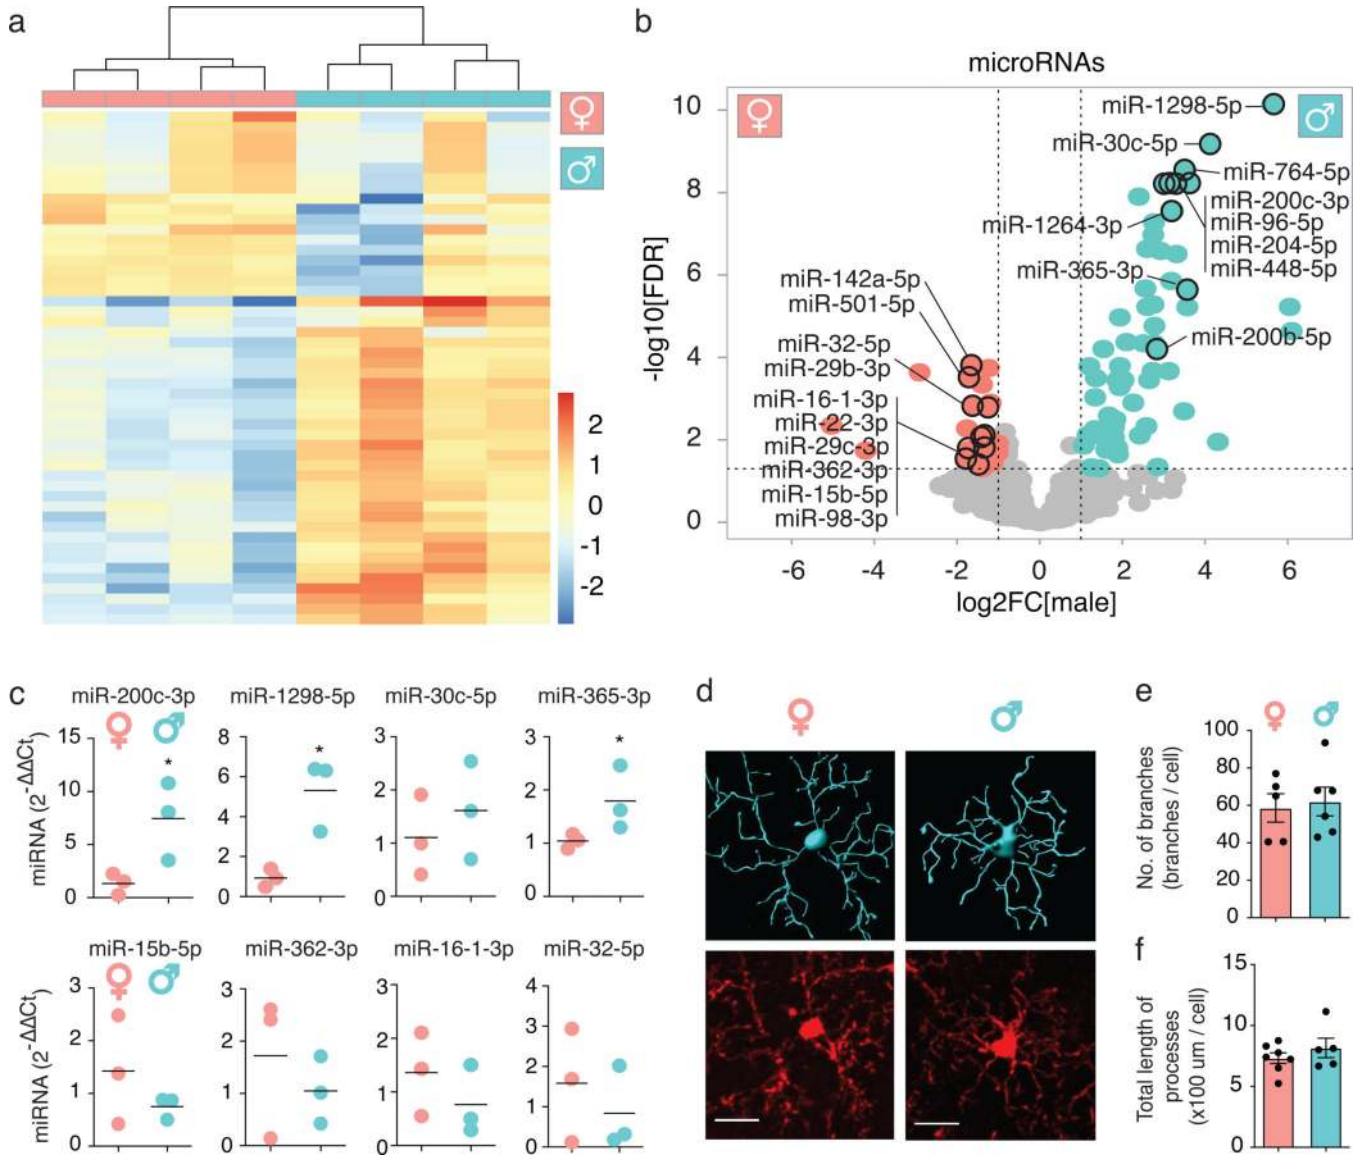 a
b
2
1
0
-1
-2
microRNAs
10
8
6
4
2
0
-log10[FDR]
miR-1298-5p
miR-30c-5p
miR-764-5p
miR-200c-3p
miR-96-5p
miR-204-5p
miR-448-5p
miR-1264-3p
miR-365-3p
miR-200b-5p
miR-142a-5p
miR-501-5p
miR-32-5p
miR-29b-3p
miR-16-1-3p
miR-22-3p
miR-29c-3p
miR-362-3p
miR-15b-5p
miR-98-3p
-6 -4 -2 0 2 4 6
log2FC[male]
c
miR-200c-3p
miRNA (2^-ΔΔCt)
15
10
5
0
*
miR-1298-5p
8
6
4
2
0
*
miR-30c-5p
3
2
1
0
miR-365-3p
3
2
1
0
*
miR-15b-5p
miRNA (2^-ΔΔCt)
3
2
1
0
miR-362-3p
3
2
1
0
miR-16-1-3p
3
2
1
0
miR-32-5p
4
3
2
1
0
d
e
No. of branches
(branches / cell)
100
80
60
40
20
0
f
Total length of
processes
(x100 um / cell)
15
10
5
0